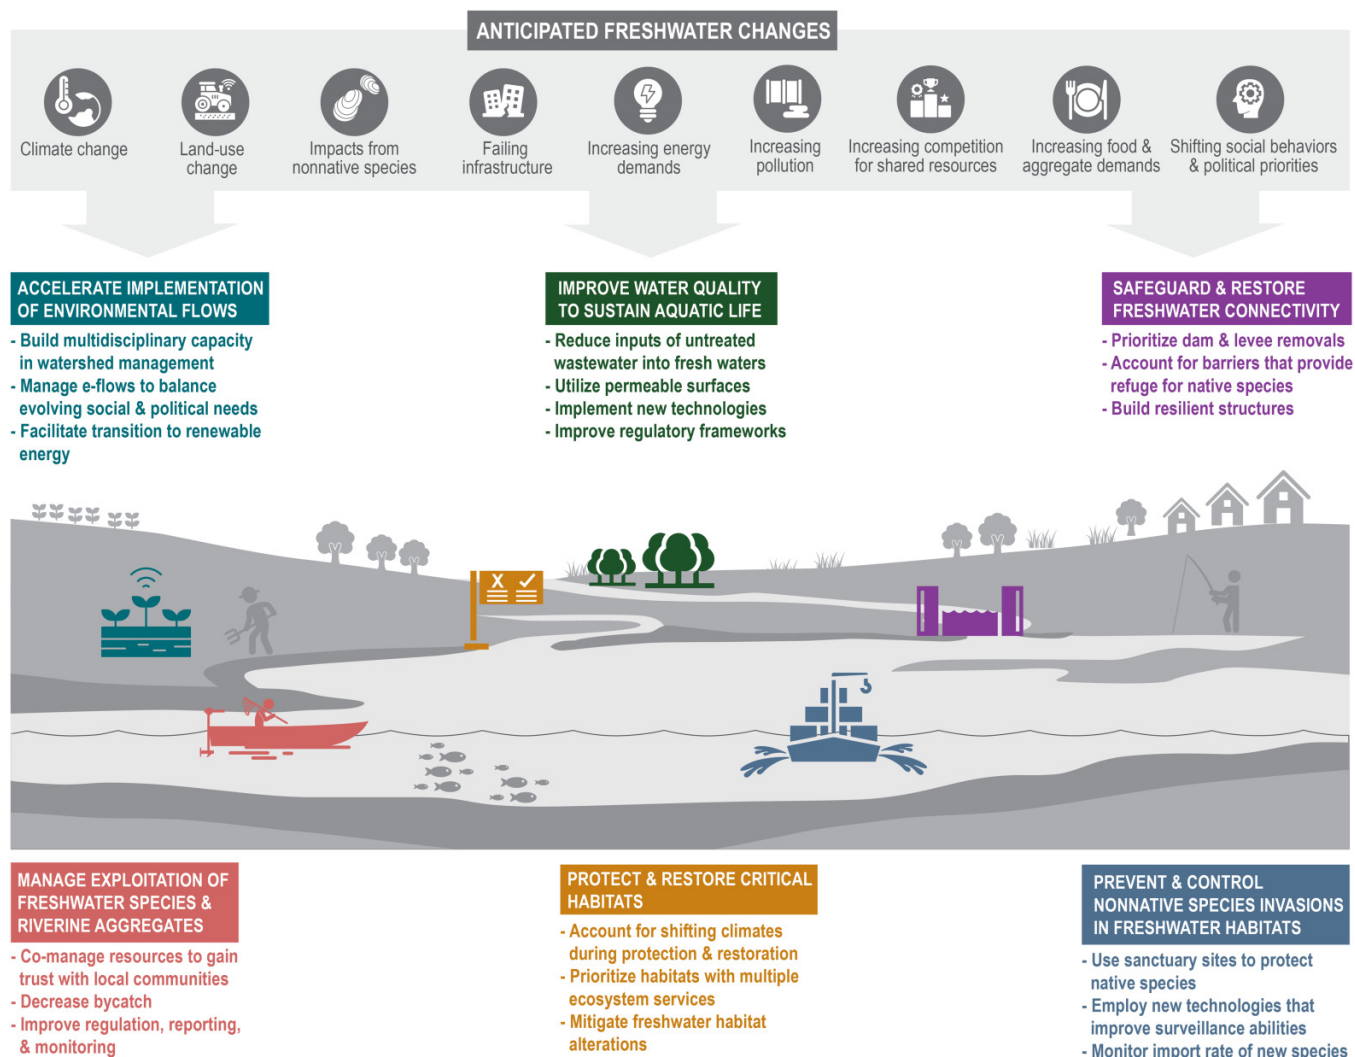 ANTICIPATED FRESHWATER CHANGES
Climate change
Land-use
change
Impacts from
nonnative species
Failing
infrastructure
Increasing energy
demands
Increasing
pollution
Increasing competition
for shared resources
Increasing food &
aggregate demands
Shifting social behaviors
& political priorities
ACCELERATE IMPLEMENTATION
OF ENVIRONMENTAL FLOWS
- Build multidisciplinary capacity
in watershed management
- Manage e-flows to balance
evolving social & political needs
- Facilitate transition to renewable
energy
IMPROVE WATER QUALITY
TO SUSTAIN AQUATIC LIFE
- Reduce inputs of untreated
wastewater into fresh waters
- Utilize permeable surfaces
- Implement new technologies
- Improve regulatory frameworks
SAFEGUARD & RESTORE
FRESHWATER CONNECTIVITY
- Prioritize dam & levee removals
- Account for barriers that provide
refuge for native species
- Build resilient structures
MANAGE EXPLOITATION OF
FRESHWATER SPECIES &
RIVERINE AGGREGATES
- Co-manage resources to gain
trust with local communities
- Decrease bycatch
- Improve regulation, reporting,
& monitoring
PROTECT & RESTORE CRITICAL
HABITATS
- Account for shifting climates
during protection & restoration
- Prioritize habitats with multiple
ecosystem services
- Mitigate freshwater habitat
alterations
PREVENT & CONTROL
NONNATIVE SPECIES INVASIONS
IN FRESHWATER HABITATS
- Use sanctuary sites to protect
native species
- Employ new technologies that
improve surveillance abilities
- Monitor import rate of new species